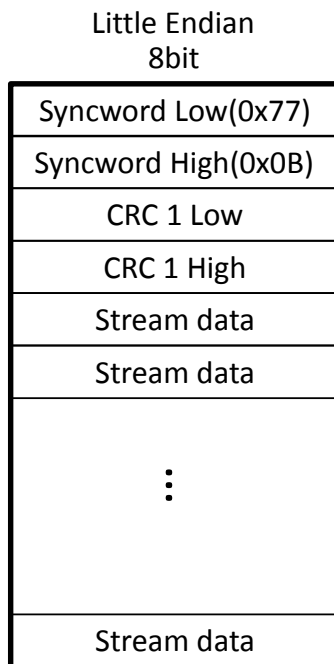 Little Endian
8bit
Syncword Low(0x77)
Syncword High(0x0B)
CRC 1 Low
CRC 1 High
Stream data
Stream data
Stream data